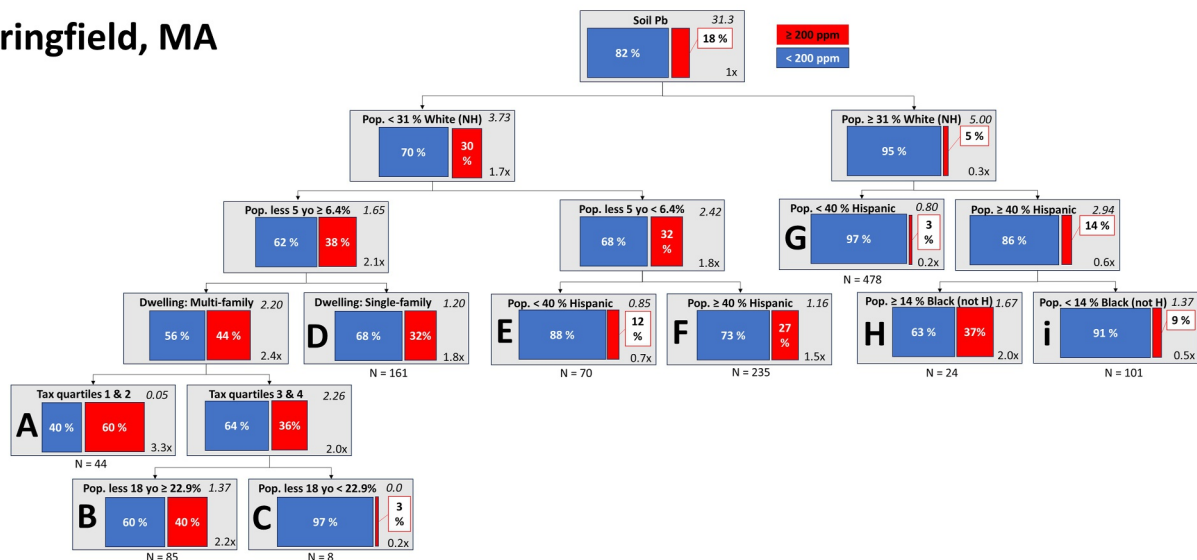 ringfield, MA
Soil Pb 31.3
82 %
18 %
1x
≥ 200 ppm
< 200 ppm
Pop. < 31 % White (NH) 3.73
70 %
30
%
1.7x
Pop. ≥ 31 % White (NH) 5.00
95 %
5 %
0.3x
Pop. less 5 yo ≥ 6.4% 1.65
62 %
38 %
2.1x
Pop. less 5 yo < 6.4% 2.42
68 %
32
%
1.8x
Pop. < 40 % Hispanic 0.80
G
97 %
3
%
0.2x
N = 478
Pop. ≥ 40 % Hispanic 2.94
86 %
14 %
0.6x
Dwelling: Multi-family 2.20
56 %
44 %
2.4x
Dwelling: Single-family 1.20
D
68 %
32%
1.8x
N = 161
Pop. < 40 % Hispanic 0.85
E
88 %
12
%
0.7x
N = 70
Pop. ≥ 40 % Hispanic 1.16
F
73 %
27
%
1.5x
N = 235
Pop. ≥ 14 % Black (not H) 1.67
H
63 %
37%
2.0x
N = 24
Pop. < 14 % Black (not H) 1.37
i
91 %
9 %
0.5x
N = 101
Tax quartiles 1 & 2 0.05
A
40 %
60 %
3.3x
N = 44
Tax quartiles 3 & 4 2.26
64 %
36%
2.0x
Pop. less 18 yo ≥ 22.9% 1.37
B
60 %
40 %
2.2x
N = 85
Pop. less 18 yo < 22.9% 0.0
C
97 %
3
%
0.2x
N = 8